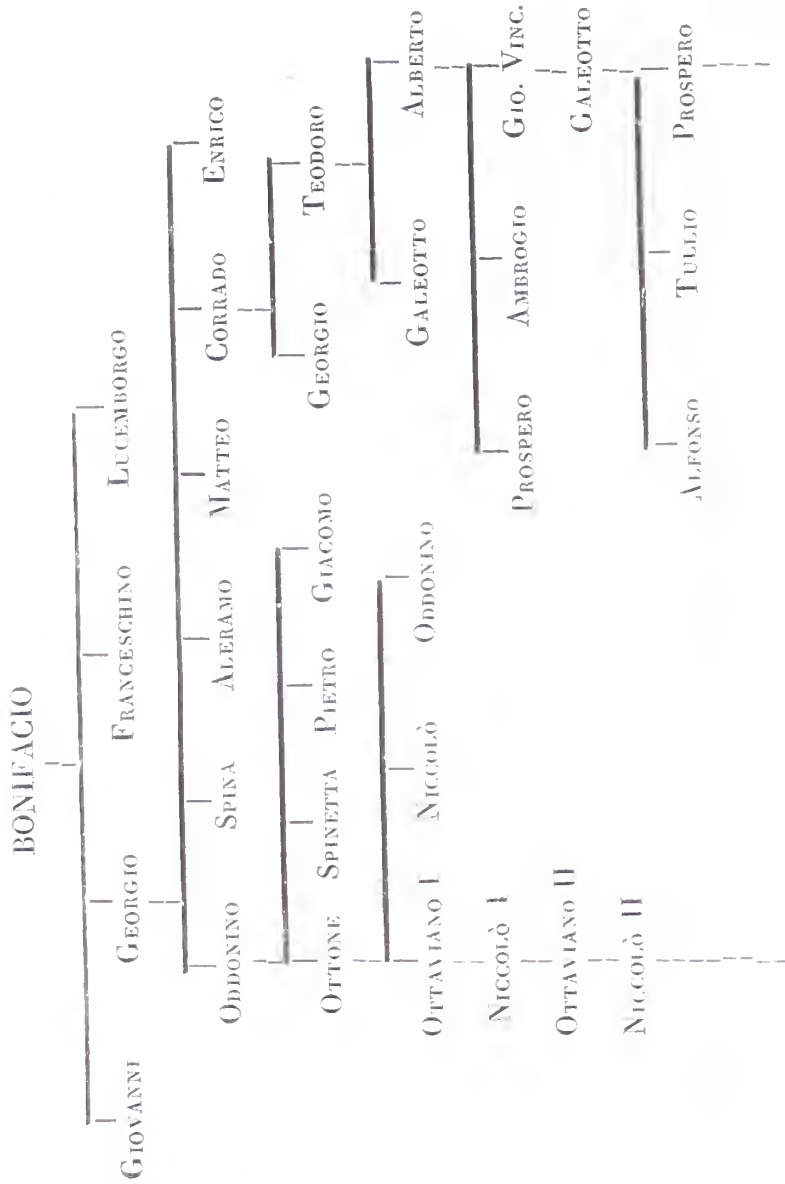 BONIFACIO
GIOVANNI GEORGIO FRANCESCHINO LUCEMBORGO
ODDONINO SPINA ALERAMO MATTEO CORRADO ENRICO
OTTONE SPINETTA PIETRO GIACOMO GEORGIO TEODORO
OTTAVIANO I NICCOLÒ ODDONINO GALEOTTO ALBERTO
NICCOLÒ I PROSPERO AMBROGIO GIO. VINC.
OTTAVIANO II GALEOTTO
NICCOLÒ II ALFONSO TULLIO PROSPERO